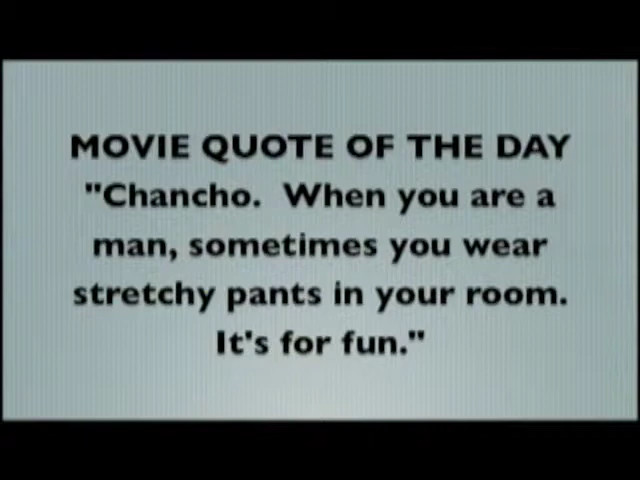 MOVIE QUOTE OF THE DAY
"Chancho.  When you are a
man, sometimes you wear
stretchy pants in your room.
It's for fun."